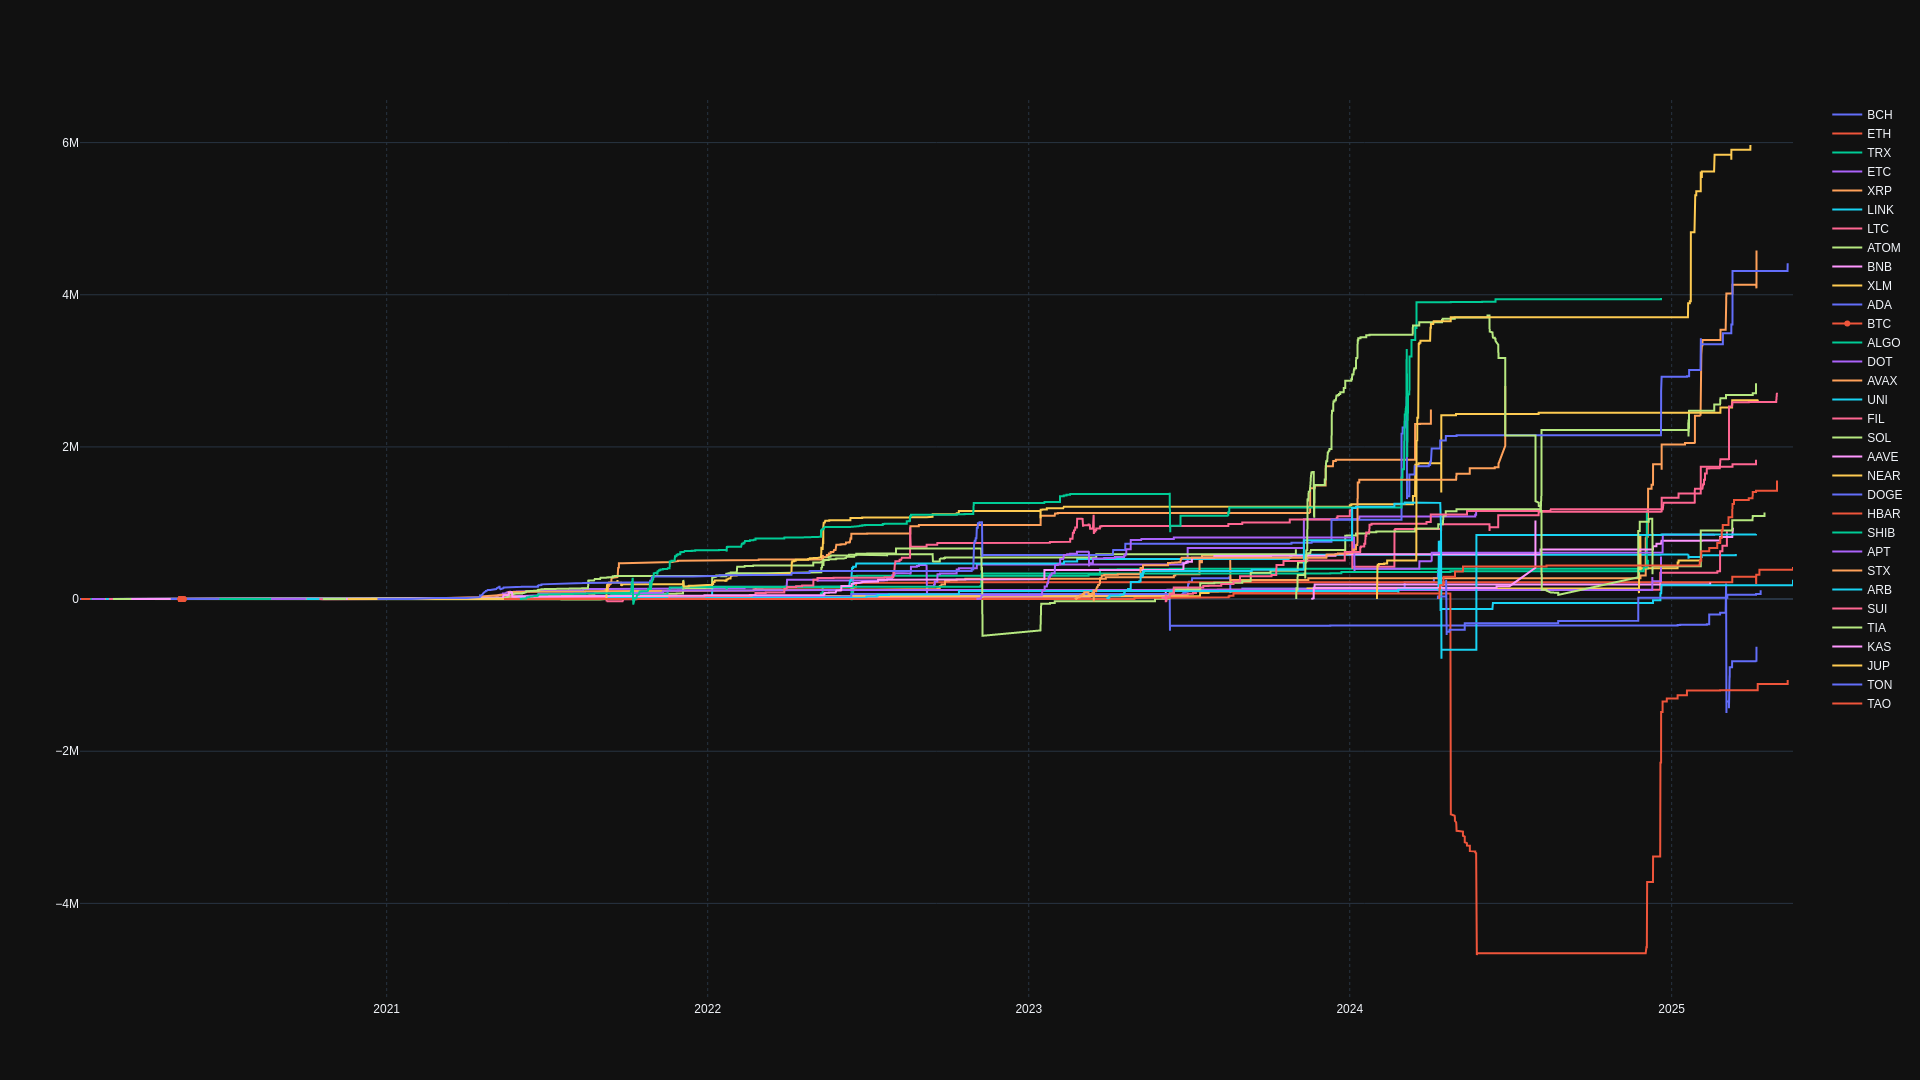 6M
4M
2M
0
−2M
−4M
2021
2022
2023
2024
2025
BCH
ETH
TRX
ETC
XRP
LINK
LTC
ATOM
BNB
XLM
ADA
BTC
ALGO
DOT
AVAX
UNI
FIL
SOL
AAVE
NEAR
DOGE
HBAR
SHIB
APT
STX
ARB
SUI
TIA
KAS
JUP
TON
TAO